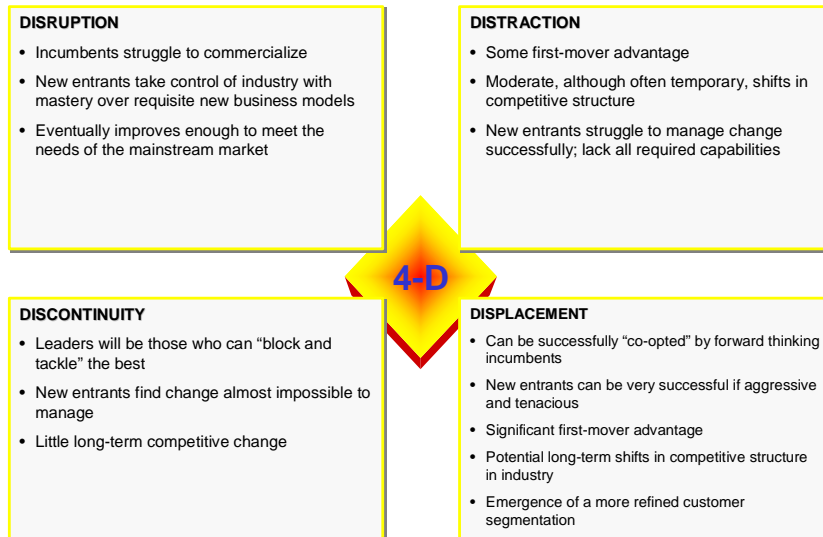 DISRUPTION
• Incumbents struggle to commercialize
• New entrants take control of industry with
mastery over requisite new business models
• Eventually improves enough to meet the
needs of the mainstream market
DISTRACTION
• Some first-mover advantage
• Moderate, although often temporary, shifts in
competitive structure
• New entrants struggle to manage change
successfully; lack all required capabilities
4-D
DISCONTINUITY
• Leaders will be those who can “block and
tackle” the best
• New entrants find change almost impossible to
manage
• Little long-term competitive change
DISPLACEMENT
• Can be successfully “co-opted” by forward thinking
incumbents
• New entrants can be very successful if aggressive
and tenacious
• Significant first-mover advantage
• Potential long-term shifts in competitive structure
in industry
• Emergence of a more refined customer
segmentation